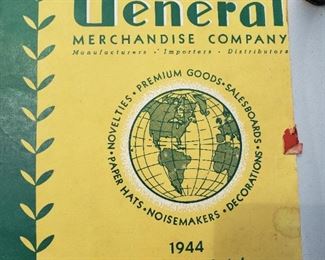 General
MERCHANDISE COMPANY
Manufacturers • Importers • Distributors
NOVELTIES • PREMIUM GOODS • SALESBOARDS • DECORATIONS • NOISEMAKERS • PAPER HATS •
1944